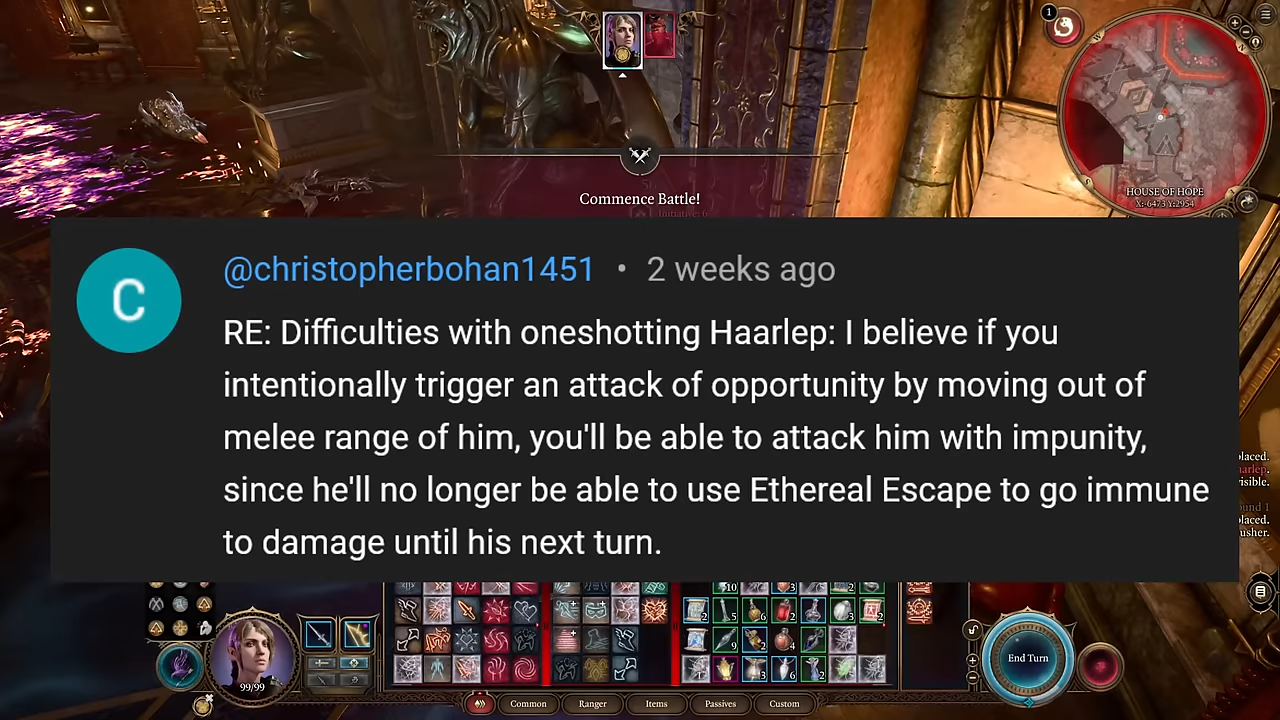 1
Commence Battle!
HOUSE OF HOPE
X:-6473 Y:2954
C
@christopherbohan1451 • 2 weeks ago
RE: Difficulties with oneshotting Haarlep: I believe if you
intentionally trigger an attack of opportunity by moving out of
melee range of him, you'll be able to attack him with impunity,
since he'll no longer be able to use Ethereal Escape to go immune
to damage until his next turn.
99/99
End Turn
Common
Ranger
Items
Passives
Custom